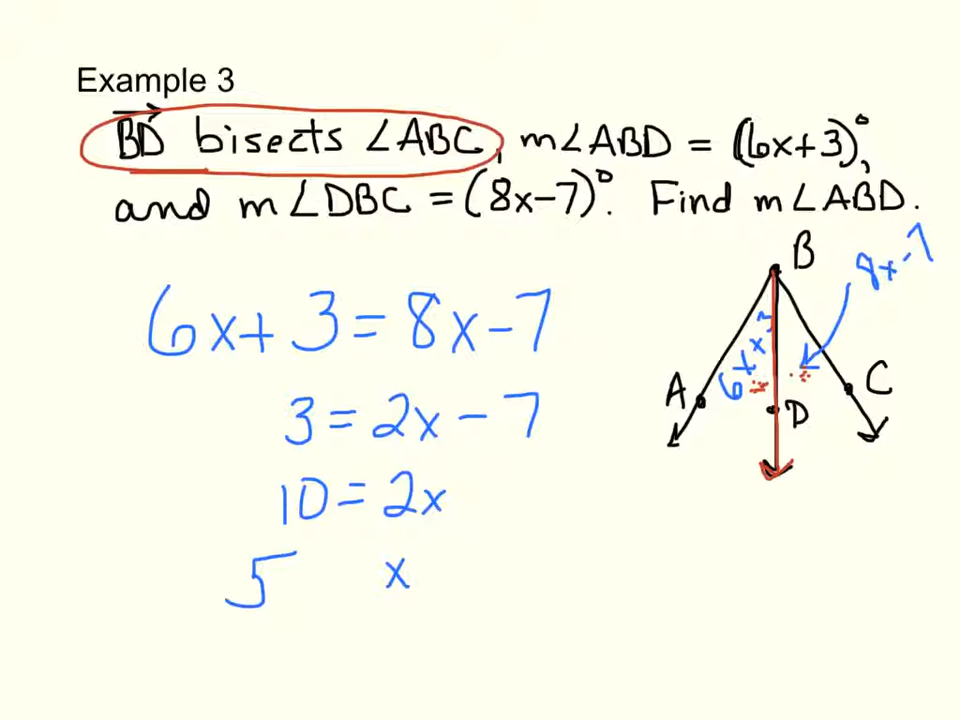 Example 3
BD bisects ∠ABC, m∠ABD = (6x+3)°,
and m∠DBC = (8x-7)°. Find m∠ABD.
B
8x-7
6x+3
A
C
D
6x+3 = 8x-7
3 = 2x-7
10 = 2x
5 x